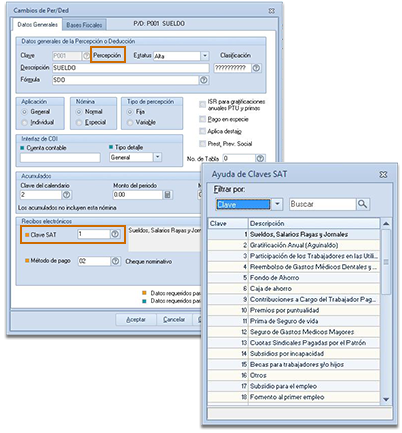 Cambios de Per/Ded
Datos Generales Bases Fiscales P/D: P001 SUELDO
Datos generales de la Percepción o Deducción
Clave P001 Percepción Estatus Alta Clasificación
Descripción SUELDO ??????????
Fórmula SDO
Aplicación Nómina Tipo de percepción
General Normal Fija
Individual Especial Variable
ISR para gratificaciones
anuales PTU y primas
Pago en especie
Aplica destajo
Prest. Prev. Social
Interfaz de COI
Cuenta contable Tipo detalle
General No. de Tabla 0
Acumulados
Clave del calendario Monto del periodo
2 0.00
Los acumulados no incluyen esta nómina
Recibos electrónicos
Clave SAT 1 Sueldos, Salarios Rayas y Jorn
Método de pago 02 Cheque nominativo
Datos requeridos pa
Datos requeridos pa
Aceptar Cancelar
Ayuda de Claves SAT
Filtrar por:
Clave Buscar
Clave Descripción
1 Sueldos, Salarios Rayas y Jornales
2 Gratificación Anual (Aguinaldo)
3 Participación de los Trabajadores en las Utili...
4 Reembolso de Gastos Médicos Dentales y ...
5 Fondo de Ahorro
6 Caja de ahorro
9 Contribuciones a Cargo del Trabajador Pag...
10 Premios por puntualidad
11 Prima de Seguro de vida
12 Seguro de Gastos Medicos Mayores
13 Cuotas Sindicales Pagadas por el Patrón
14 Subsidios por incapacidad
15 Becas para trabajadores y/o hijos
16 Otros
17 Subsidio para el empleo
18 Fomento al primer empleo